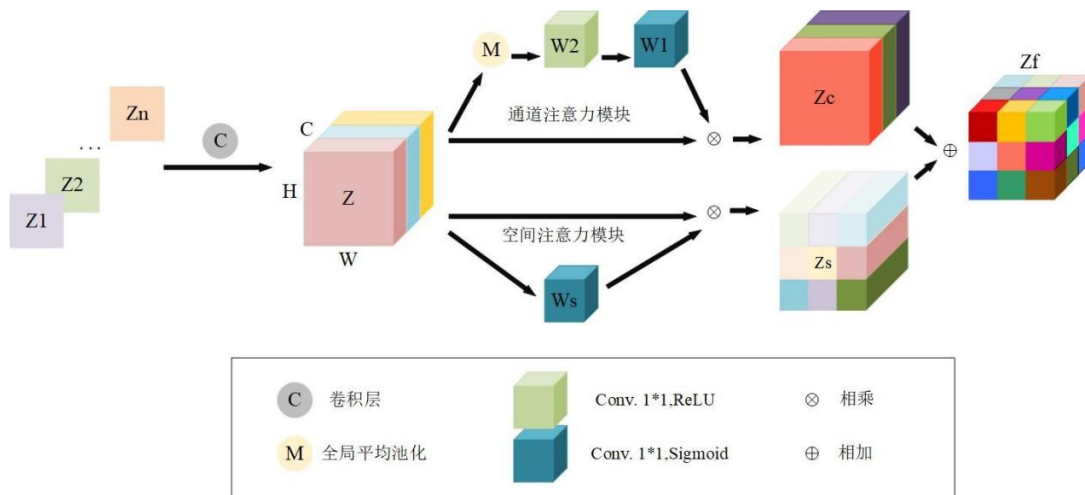 Zn
...
Z2
Z1
C
C
H
Z
W
M
W2
W1
通道注意力模块
⊗
空间注意力模块
⊗
Ws
Zc
Zs
⊕
Zf
C 卷积层
Conv. 1*1,ReLU
⊗ 相乘
M 全局平均池化
Conv. 1*1,Sigmoid
⊕ 相加